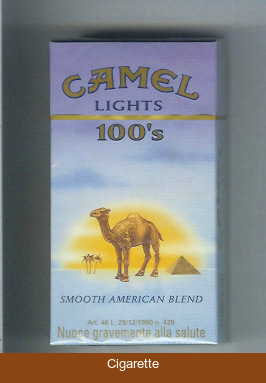 CAMEL
LIGHTS
100's
SMOOTH AMERICAN BLEND
Art. 46 L. 29/12/1990 n. 428
Nuoce gravemente alla salute
Cigarette